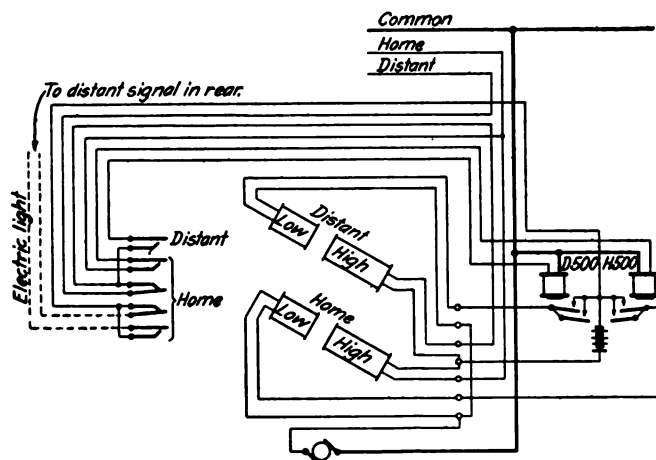 Common
Home
Distant
To distant signal in rear.
Electric light
Distant
Home
Low
Distant
High
Low
Home
High
D500 H500